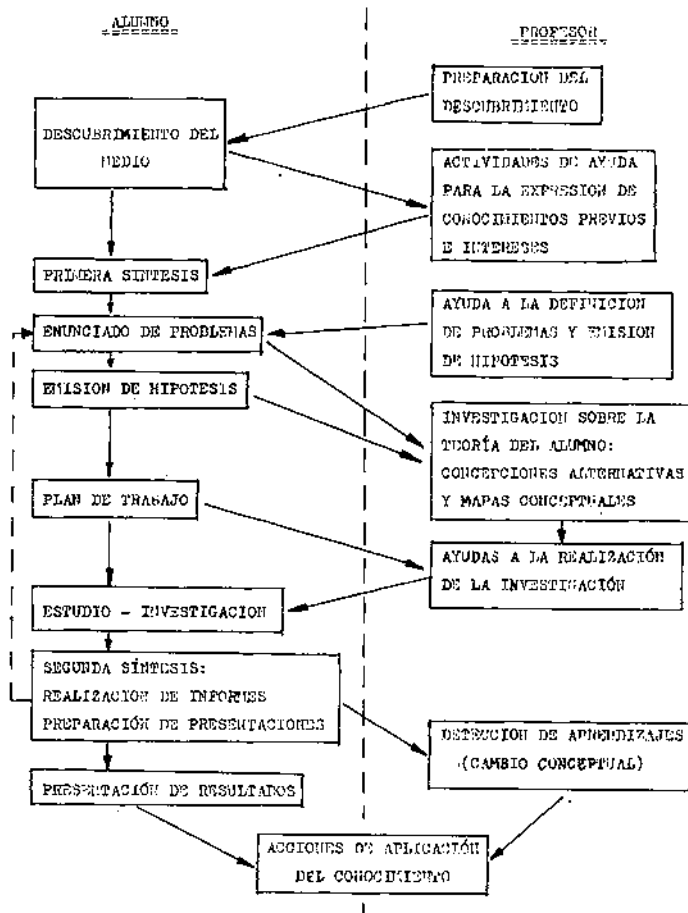 ALUMNO
PROFESOR
PREPARACION DEL
DESCUBRIMIENTO
DESCUBRIMIENTO DEL
MEDIO
ACTIVIDADES DE AYUDA
PARA LA EXPRESION DE
CONOCIMIENTOS PREVIOS
E INTERESES
PRIMERA SINTESIS
ENUNCIADO DE PROBLEMAS
AYUDA A LA DEFINICION
DE PROBLEMAS Y EMISION
DE HIPOTESIS
EMISION DE HIPOTESIS
INVESTIGACION SOBRE LA
TEORÍA DEL ALUMNO:
CONCEPCIONES ALTERNATIVAS
Y MAPAS CONCEPTUALES
PLAN DE TRABAJO
AYUDAS A LA REALIZACIÓN
DE LA INVESTIGACIÓN
ESTUDIO - INVESTIGACION
SEGUNDA SÍNTESIS:
REALIZACION DE INFORMES
PREPARACIÓN DE PRESENTACIONES
DETECCION DE APRENDIZAJES
(CAMBIO CONCEPTUAL)
PRESENTACIÓN DE RESULTADOS
ACCIONES DE APLICACIÓN
DEL CONOCIMIENTO